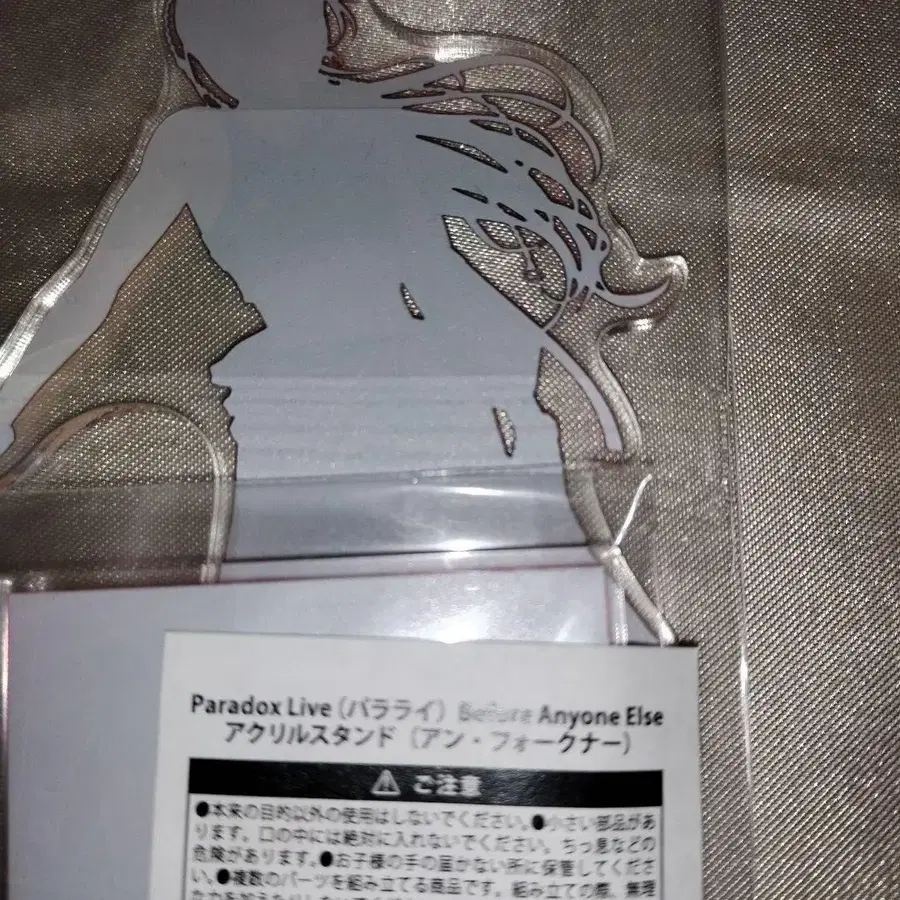 Paradox Live（パラライ）Before Anyone Else
アクリルスタンド（アン・フォークナー）
⚠ ご注意
●本来の目的以外の使用はしないでください。●小さい部品があ
ります。口の中には絶対に入れないでください。ちっ息などの
危険があります。●お子様の手の届かない所に保管してくださ
い。●複数のパーツを組み立てる商品です。組み立ての際、無理